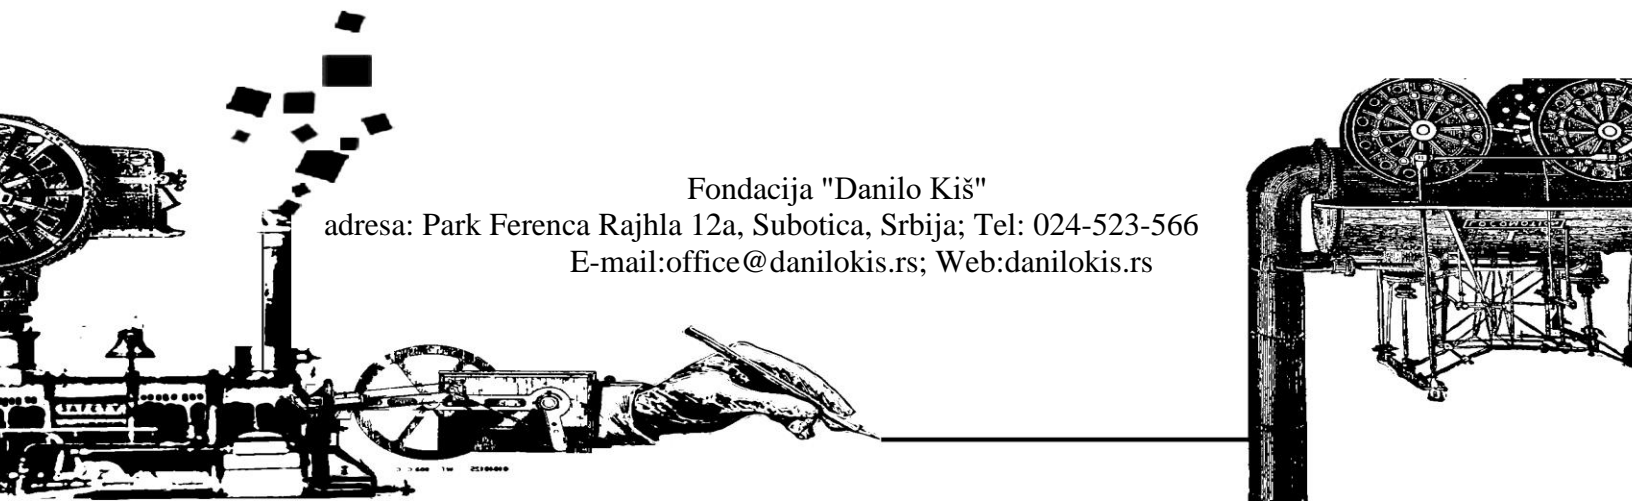 Fondacija "Danilo Kiš"
adresa: Park Ferenca Rajhla 12a, Subotica, Srbija; Tel: 024-523-566
E-mail:office@danilokis.rs; Web:danilokis.rs